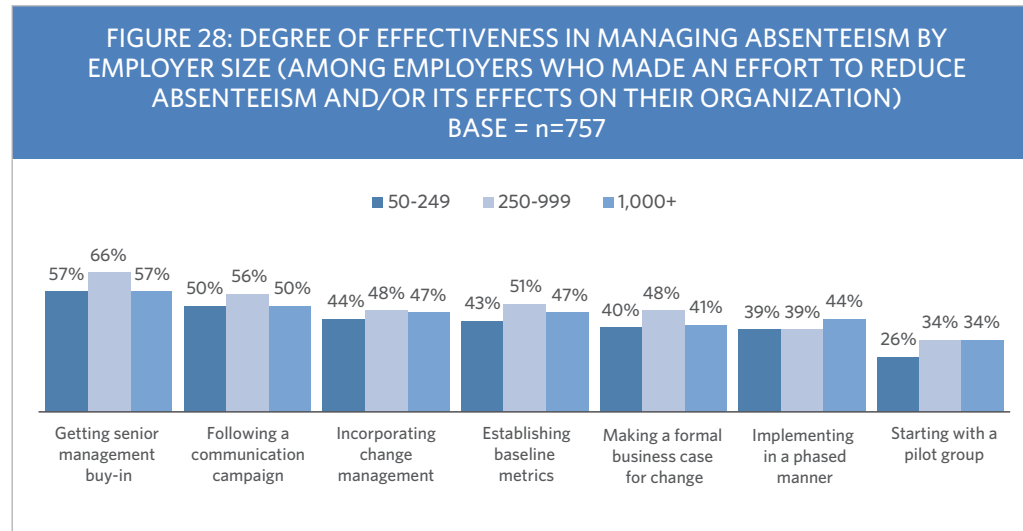 FIGURE 28: DEGREE OF EFFECTIVENESS IN MANAGING ABSENTEEISM BY
EMPLOYER SIZE (AMONG EMPLOYERS WHO MADE AN EFFORT TO REDUCE
ABSENTEEISM AND/OR ITS EFFECTS ON THEIR ORGANIZATION)
BASE = n=757
50-249 250-999 1,000+
57% 66% 57%
50% 56% 50%
44% 48% 47%
43% 51% 47%
40% 48% 41%
39% 39% 44%
26% 34% 34%
Getting senior
management
buy-in
Following a
communication
campaign
Incorporating
change
management
Establishing
baseline
metrics
Making a formal
business case
for change
Implementing
in a phased
manner
Starting with a
pilot group